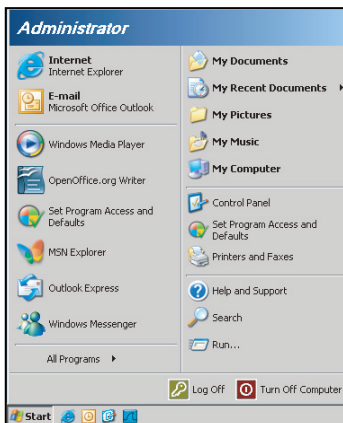 Administrator
Internet
Internet Explorer
E-mail
Microsoft Office Outlook
Windows Media Player
OpenOffice.org Writer
Set Program Access and
Defaults
MSN Explorer
Outlook Express
Windows Messenger
All Programs
My Documents
My Recent Documents
My Pictures
My Music
My Computer
Control Panel
Set Program Access and
Defaults
Printers and Faxes
Help and Support
Search
Run...
Log Off
Turn Off Computer
Start